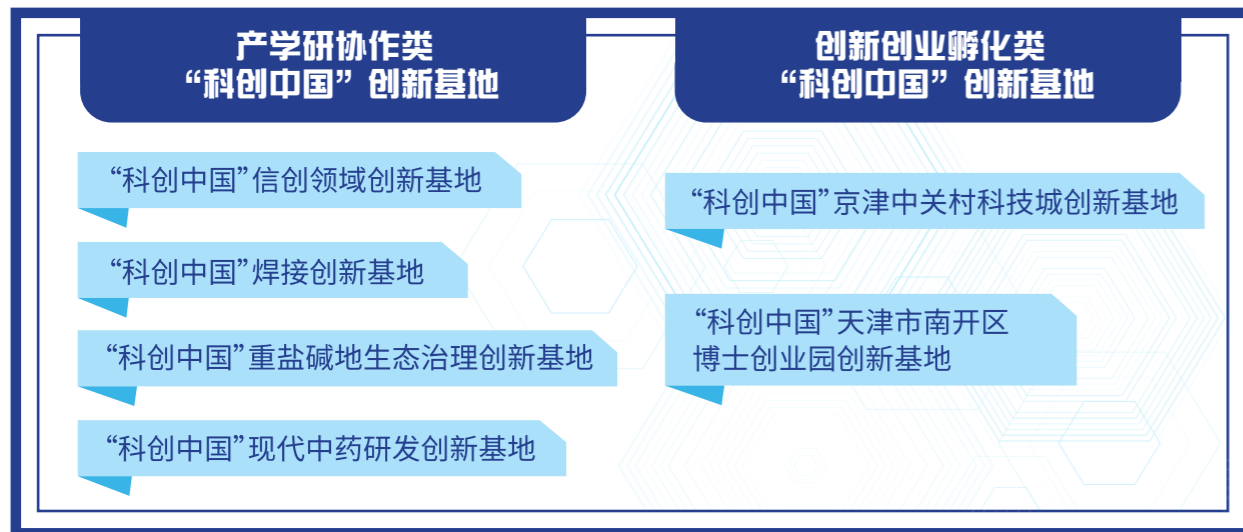 产学研协作类
“科创中国”创新基地
“科创中国”信创领域创新基地
“科创中国”焊接创新基地
“科创中国”重盐碱地生态治理创新基地
“科创中国”现代中药研发创新基地
创新创业孵化类
“科创中国”创新基地
“科创中国”京津中关村科技城创新基地
“科创中国”天津市南开区
博士创业园创新基地